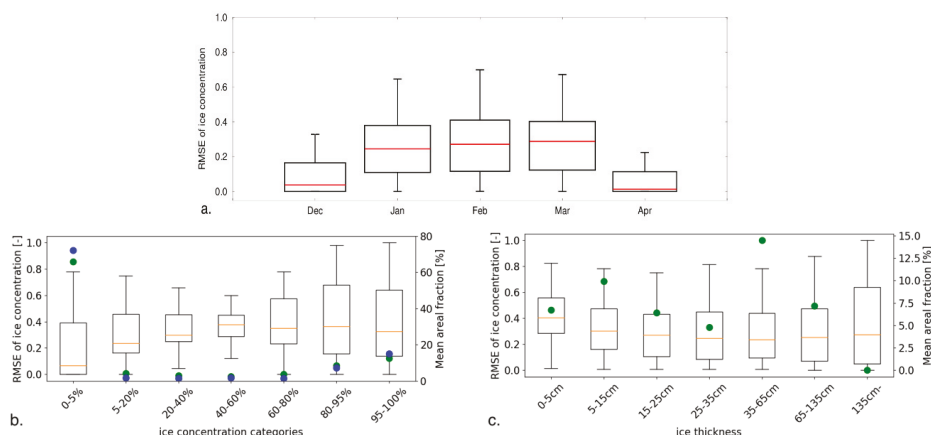 RMSE of ice concentration
1.0
0.8
0.6
0.4
0.2
0.0
Dec Jan Feb Mar Apr
a.
RMSE of ice concentration [-]
1.0
0.8
0.6
0.4
0.2
0.0
80
60
40
20
0
Mean areal fraction [%]
0-5% 5-20% 20-40% 40-60% 60-80% 80-95% 95-100%
ice concentration categories
b.
RMSE of ice concentration [-]
1.0
0.8
0.6
0.4
0.2
0.0
15.0
12.5
10.0
7.5
5.0
2.5
0.0
Mean areal fraction [%]
0-5cm 5-15cm 15-25cm 25-35cm 35-65cm 65-135cm 135cm-
ice thickness
c.